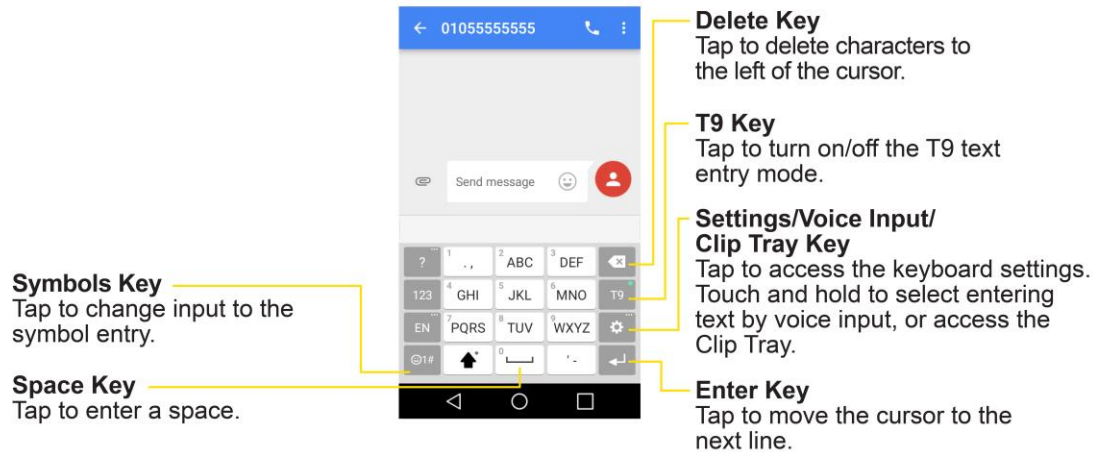 01055555555
Send message
? 1 ., 2 ABC 3 DEF
123 4 GHI 5 JKL 6 MNO T9
EN 7 PQRS 8 TUV 9 WXYZ
1# 0 ' -
Symbols Key
Tap to change input to the
symbol entry.
Space Key
Tap to enter a space.
Delete Key
Tap to delete characters to
the left of the cursor.
T9 Key
Tap to turn on/off the T9 text
entry mode.
Settings/Voice Input/
Clip Tray Key
Tap to access the keyboard settings.
Touch and hold to select entering
text by voice input, or access the
Clip Tray.
Enter Key
Tap to move the cursor to the
next line.